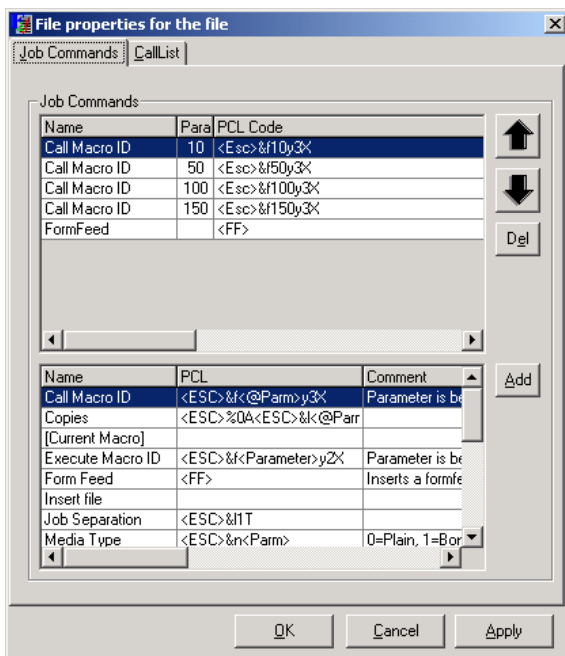 File properties for the file
Job Commands CallList
Job Commands
Name Para PCL Code
Call Macro ID 10 <Esc>&f10y3X
Call Macro ID 50 <Esc>&f50y3X
Call Macro ID 100 <Esc>&f100y3X
Call Macro ID 150 <Esc>&f150y3X
FormFeed <FF>
Del
Name PCL Comment
Add
Call Macro ID <ESC>&f<@Parm>y3X Parameter is be
Copies <ESC>%0A<ESC>&l<@Parr
[Current Macro]
Execute Macro ID <ESC>&f<Parameter>y2X Parameter is be
Form Feed <FF> Inserts a formfe
Insert file
Job Separation <ESC>&l1T
Media Type <ESC>&n<Parm> 0=Plain, 1=Bor
OK Cancel Apply